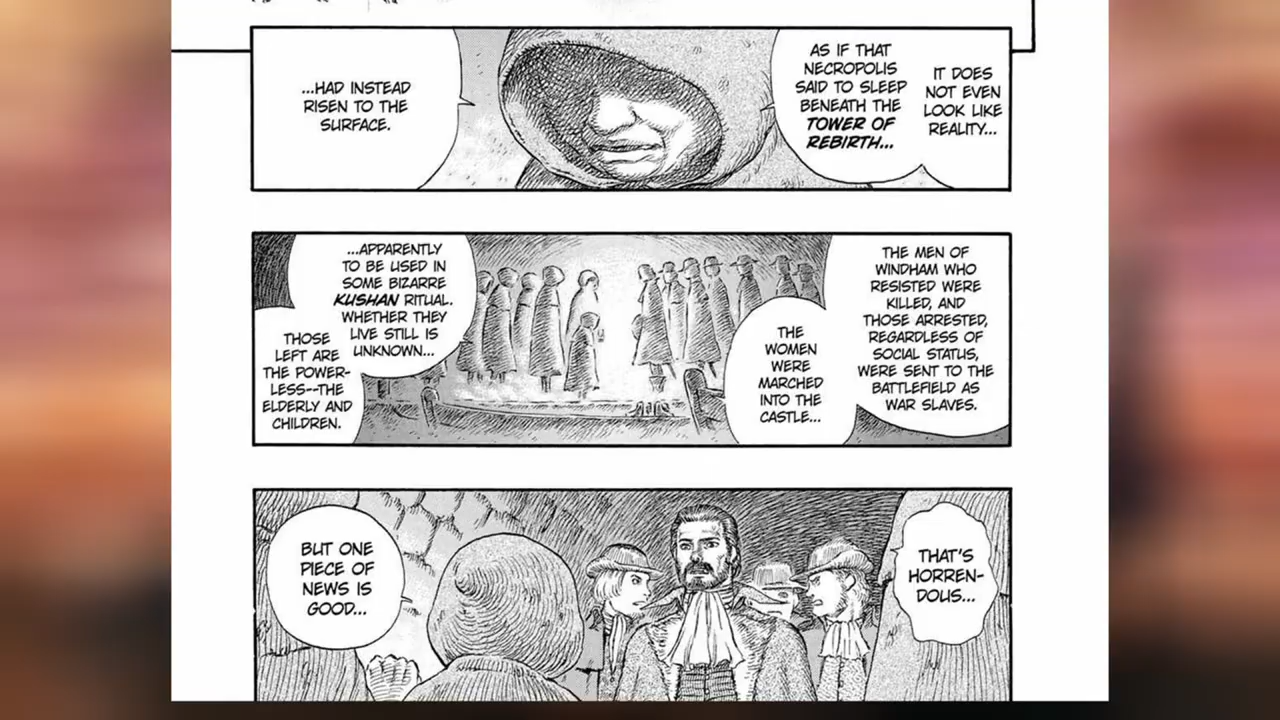 IT DOES
NOT EVEN
LOOK LIKE
REALITY...
AS IF THAT
NECROPOLIS
SAID TO SLEEP
BENEATH THE
TOWER OF
REBIRTH...
...HAD INSTEAD
RISEN TO THE
SURFACE.
THE MEN OF
WINDHAM WHO
RESISTED WERE
KILLED, AND
THOSE ARRESTED,
REGARDLESS OF
SOCIAL STATUS,
WERE SENT TO THE
BATTLEFIELD AS
WAR SLAVES.
THE
WOMEN
WERE
MARCHED
INTO THE
CASTLE...
...APPARENTLY
TO BE USED IN
SOME BIZARRE
KUSHAN RITUAL.
WHETHER THEY
LIVE STILL IS
UNKNOWN...
THOSE
LEFT ARE
THE POWER-
LESS--THE
ELDERLY AND
CHILDREN.
THAT'S
HORREN-
DOUS...
BUT ONE
PIECE OF
NEWS IS
GOOD...